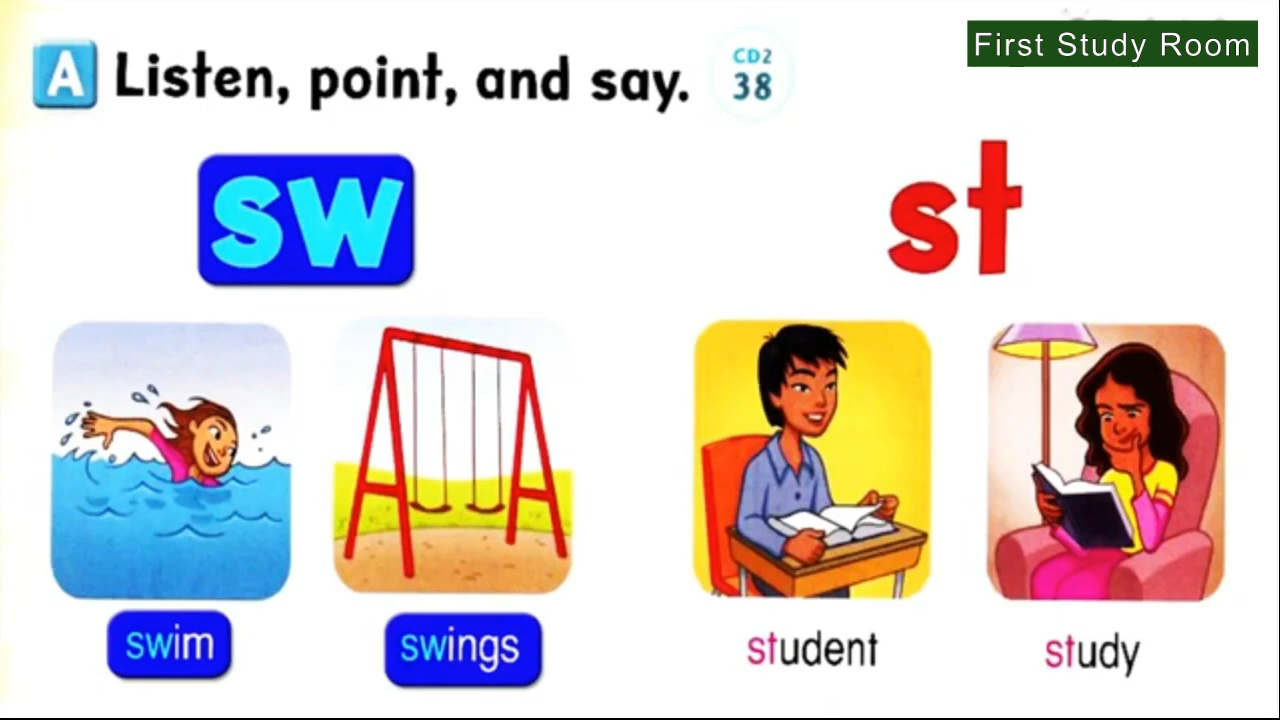 First Study Room
A Listen, point, and say. CD2 38
sw
st
swim
swings
student
study